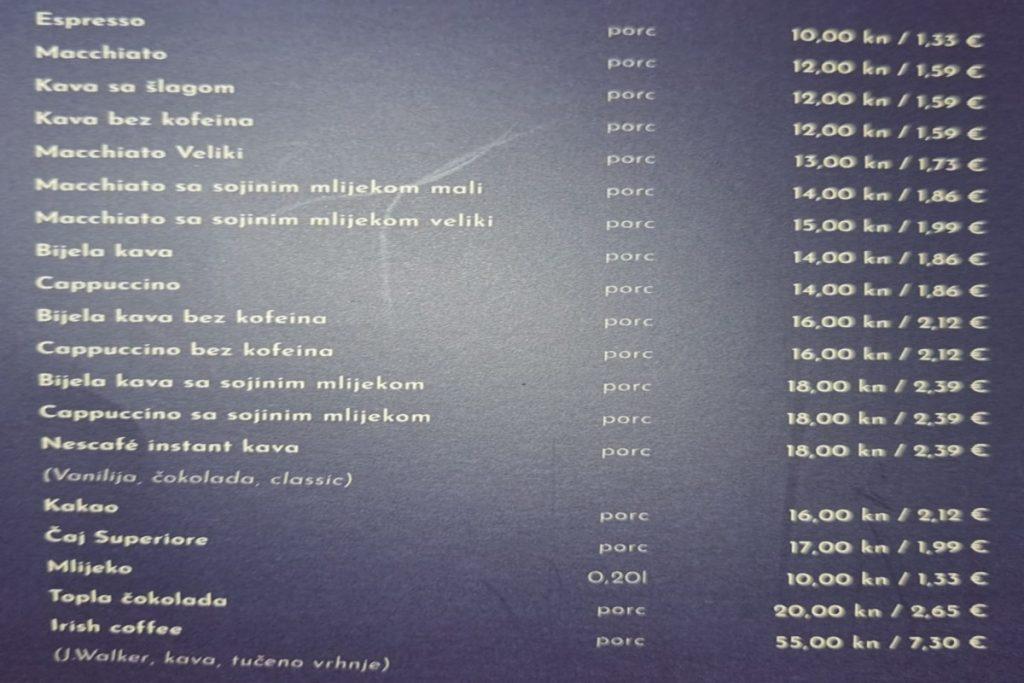 Espresso porc 10,00 kn / 1,33 €
Macchiato porc 12,00 kn / 1,59 €
Kava sa šlagom porc 12,00 kn / 1,59 €
Kava bez kofeina porc 12,00 kn / 1,59 €
Macchiato Veliki porc 13,00 kn / 1,73 €
Macchiato sa sojinim mlijekom mali porc 14,00 kn / 1,86 €
Macchiato sa sojinim mlijekom veliki porc 15,00 kn / 1,99 €
Bijela kava porc 14,00 kn / 1,86 €
Cappuccino porc 14,00 kn / 1,86 €
Bijela kava bez kofeina porc 16,00 kn / 2,12 €
Cappuccino bez kofeina porc 16,00 kn / 2,12 €
Bijela kava sa sojinim mlijekom porc 18,00 kn / 2,39 €
Cappuccino sa sojinim mlijekom porc 18,00 kn / 2,39 €
Nescafé instant kava porc 18,00 kn / 2,39 €
(Vanilija, čokolada, classic)
Kakao porc 16,00 kn / 2,12 €
Čaj Superiore porc 17,00 kn / 1,99 €
Mlijeko 0,20l 10,00 kn / 1,33 €
Topla čokolada porc 20,00 kn / 2,65 €
Irish coffee porc 55,00 kn / 7,30 €
(J.Walker, kava, tučeno vrhnje)